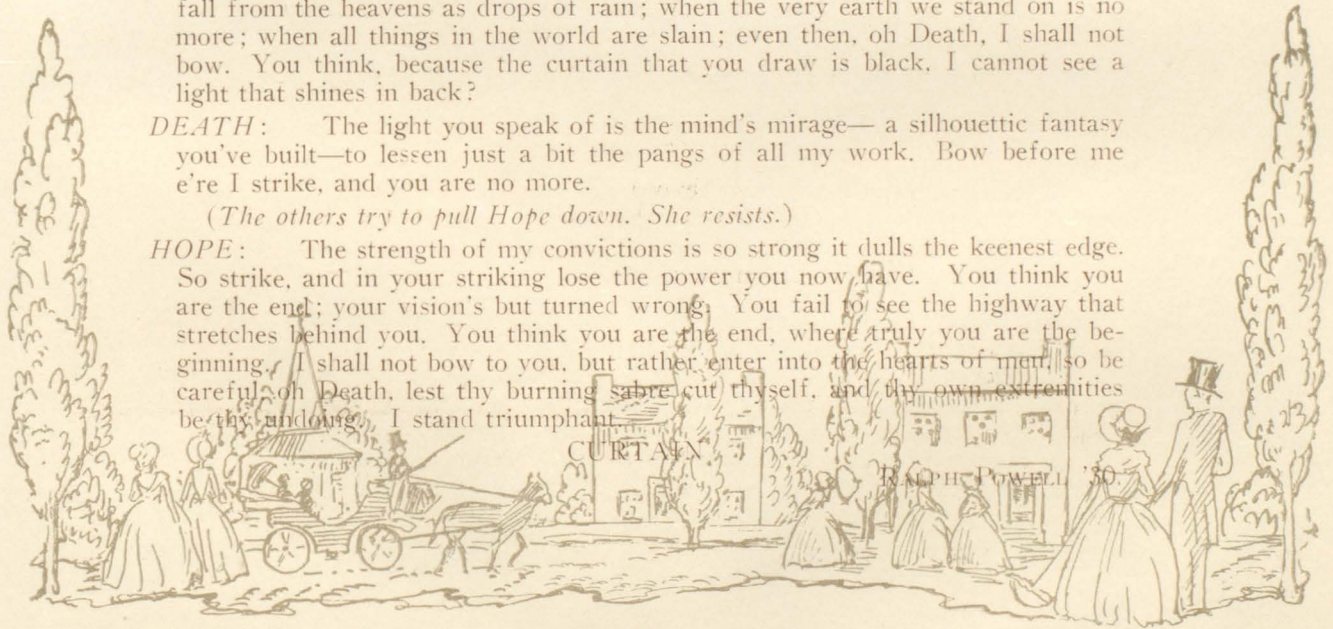 fall from the heavens as drops of rain; when the very earth we stand on is no
more; when all things in the world are slain; even then, oh Death, I shall not
bow. You think, because the curtain that you draw is black, I cannot see a
light that shines in back?
DEATH: The light you speak of is the mind's mirage— a silhouettic fantasy
you've built—to lessen just a bit the pangs of all my work. Bow before me
e're I strike, and you are no more.
(The others try to pull Hope down. She resists.)
HOPE: The strength of my convictions is so strong it dulls the keenest edge.
So strike, and in your striking lose the power you now have. You think you
are the end; your vision's but turned wrong. You fail to see the highway that
stretches behind you. You think you are the end, where truly you are the be-
ginning. I shall not bow to you, but rather enter into the hearts of men, so be
careful, oh Death, lest thy burning sabre cut thyself, and thy own extremities
be thy undoing. I stand triumphant.
CURTAIN
RALPH POWELL '30.